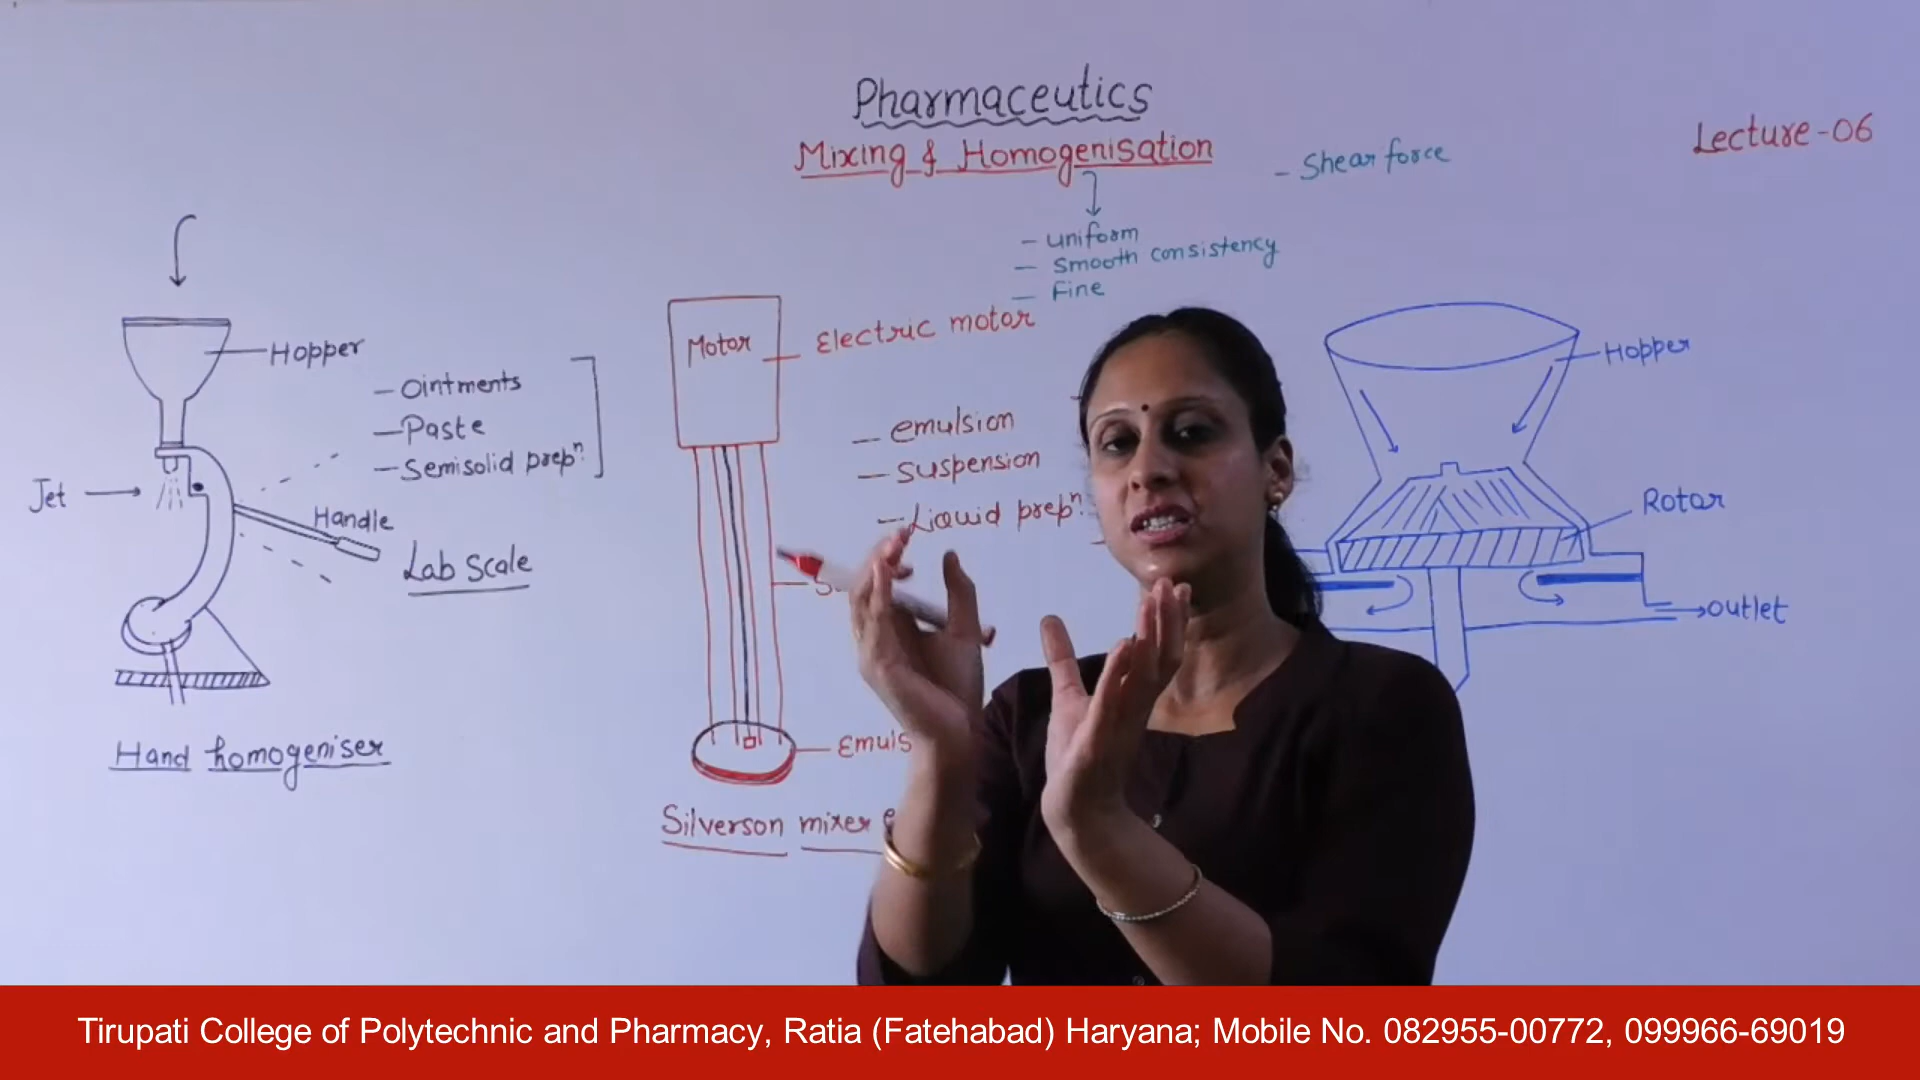 Pharmaceutics
Mixing & Homogenisation
- Shear force
Lecture-06
- uniform
- Smooth consistency
- Fine
Hopper
- Ointments
- Paste
- Semisolid prepⁿ.
Jet
Handle
Lab Scale
Hand homogeniser
Motor
Electric motor
- emulsion
- suspension
- Liquid prepⁿ.
Silverson mixer
Hopper
Rotar
outlet
Tirupati College of Polytechnic and Pharmacy, Ratia (Fatehabad) Haryana; Mobile No. 082955-00772, 099966-69019